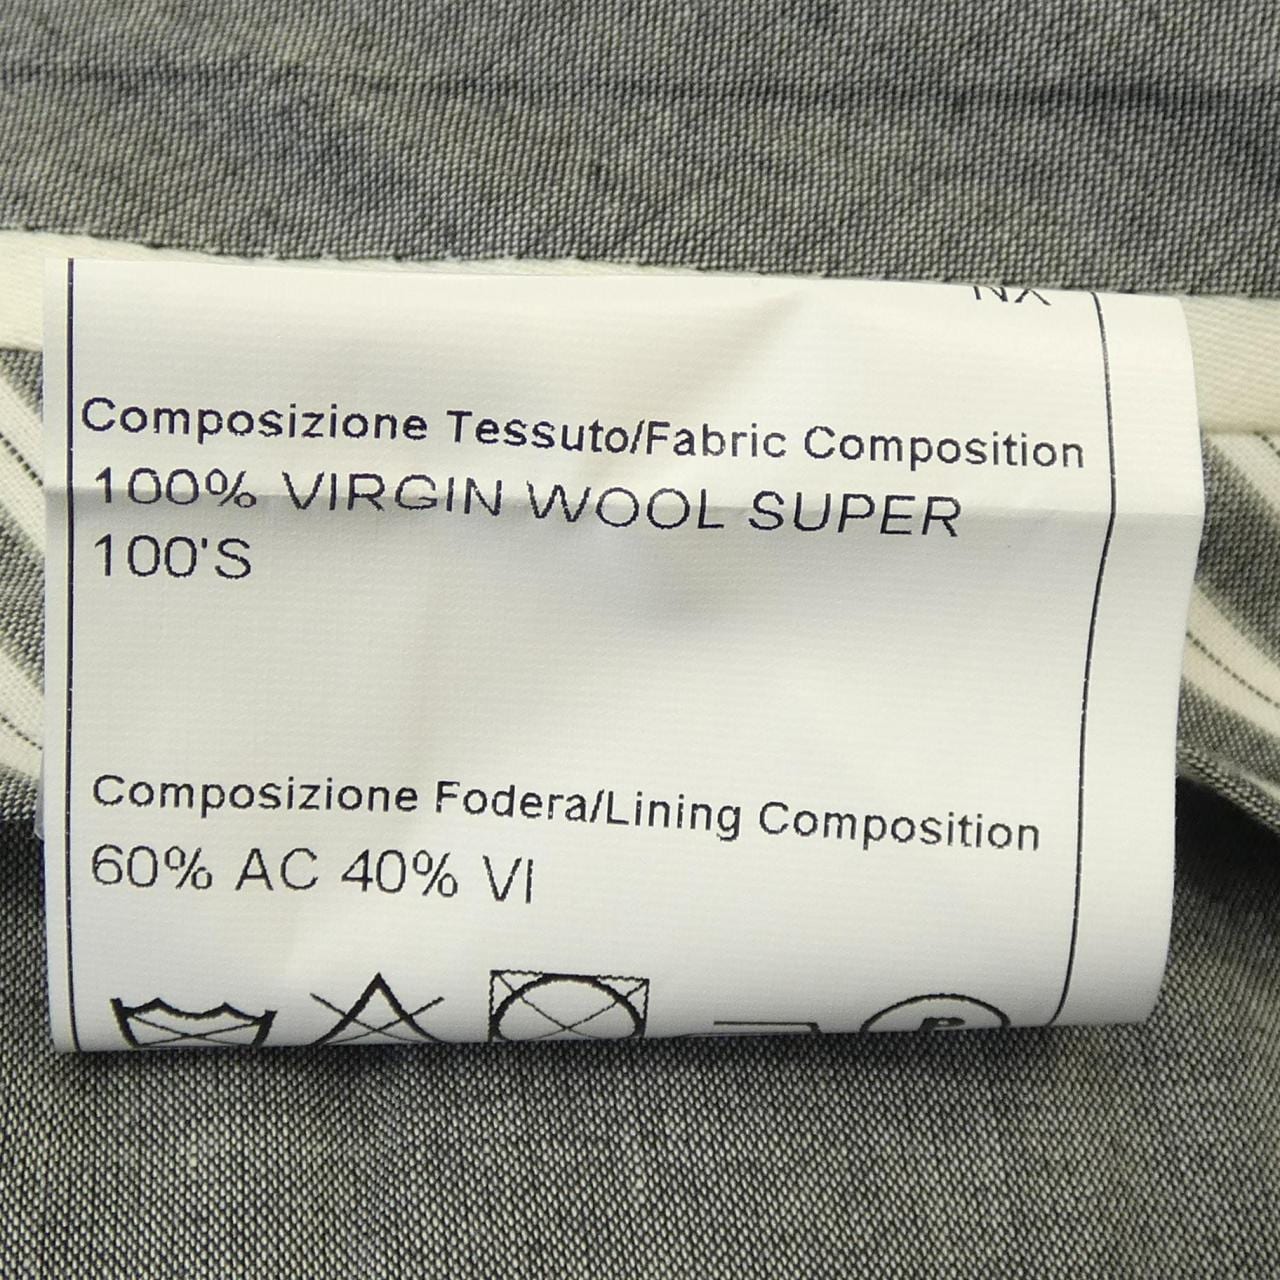 Composizione Tessuto/Fabric Composition
100% VIRGIN WOOL SUPER
100'S
Composizione Fodera/Lining Composition
60% AC 40% VI
P